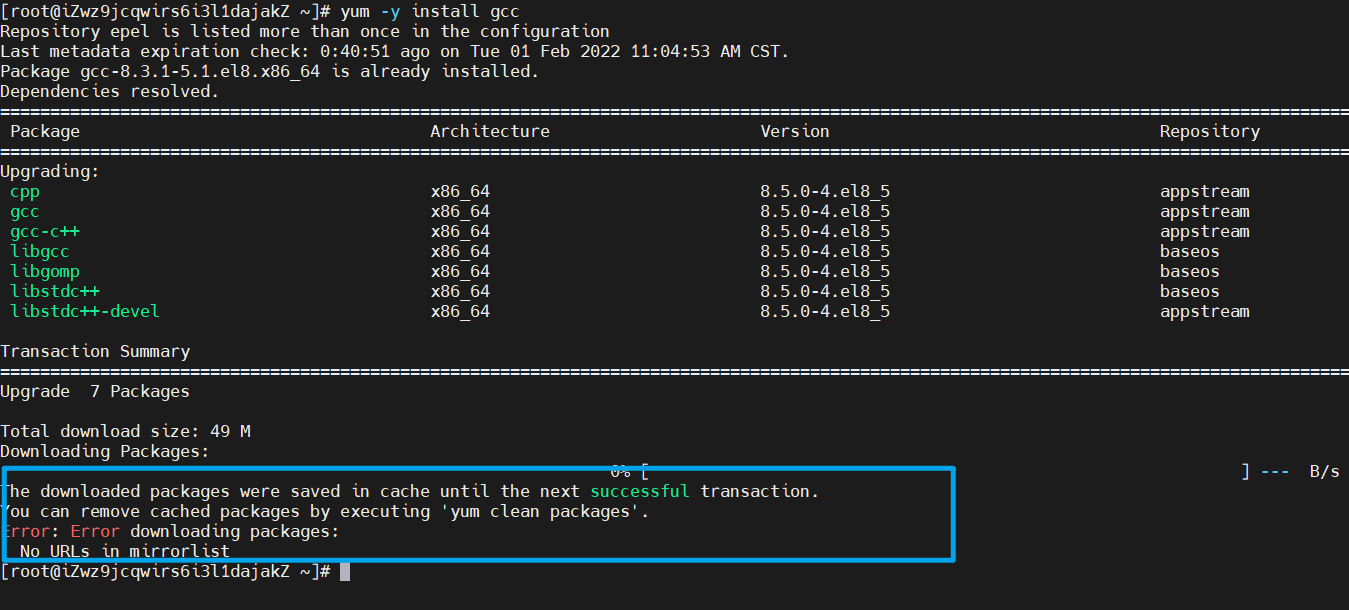 [root@iZwz9jcqwirs6i3l1dajakZ ~]# yum -y install gcc
Repository epel is listed more than once in the configuration
Last metadata expiration check: 0:40:51 ago on Tue 01 Feb 2022 11:04:53 AM CST.
Package gcc-8.3.1-5.1.el8.x86_64 is already installed.
Dependencies resolved.
Package Architecture Version Repository
Upgrading:
cpp x86_64 8.5.0-4.el8_5 appstream
gcc x86_64 8.5.0-4.el8_5 appstream
gcc-c++ x86_64 8.5.0-4.el8_5 appstream
libgcc x86_64 8.5.0-4.el8_5 baseos
libgomp x86_64 8.5.0-4.el8_5 baseos
libstdc++ x86_64 8.5.0-4.el8_5 baseos
libstdc++-devel x86_64 8.5.0-4.el8_5 appstream
Transaction Summary
Upgrade 7 Packages
Total download size: 49 M
Downloading Packages:
0% [ ] --- B/s
The downloaded packages were saved in cache until the next successful transaction.
You can remove cached packages by executing 'yum clean packages'.
Error: Error downloading packages:
No URLs in mirrorlist
[root@iZwz9jcqwirs6i3l1dajakZ ~]#